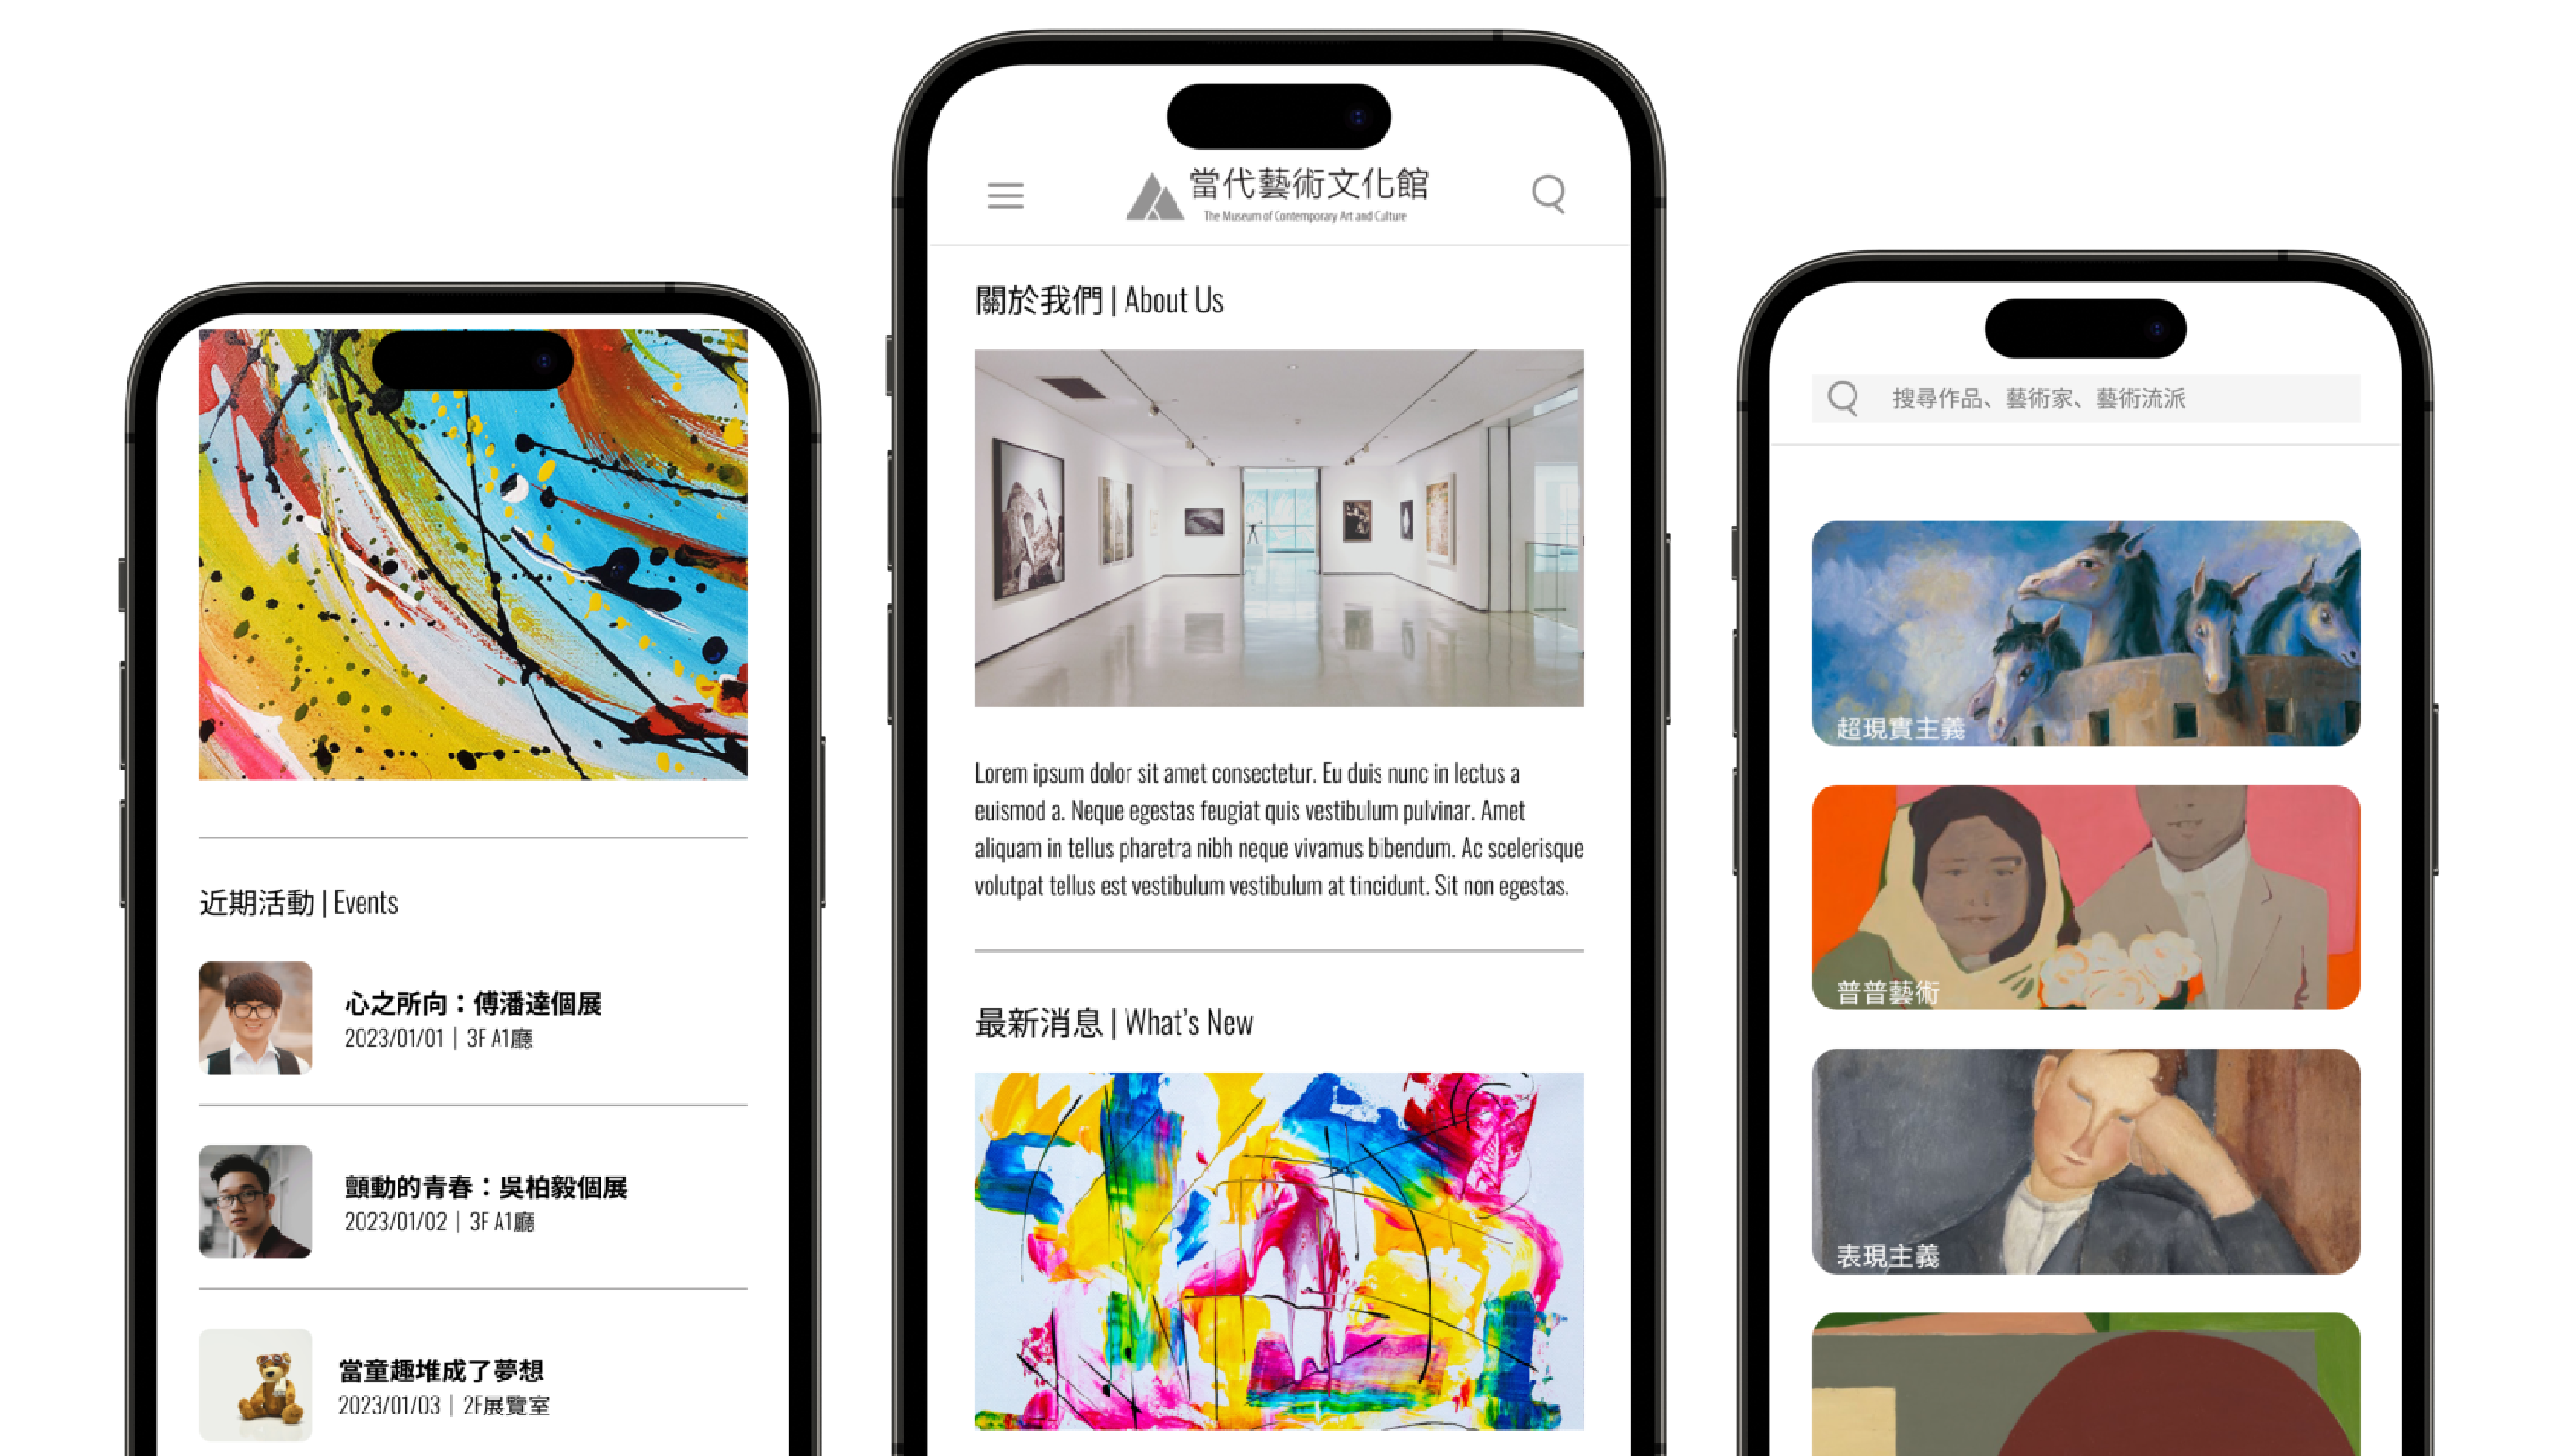 近期活動 | Events
心之所向：傅潘達個展
2023/01/01｜3F A1廳
顫動的青春：吳柏毅個展
2023/01/02｜3F A1廳
當童趣堆成了夢想
2023/01/03｜2F展覽室
當代藝術文化館
The Museum of Contemporary Art and Culture
關於我們 | About Us
Lorem ipsum dolor sit amet consectetur. Eu duis nunc in lectus a
euismod a. Neque egestas feugiat quis vestibulum pulvinar. Amet
aliquam in tellus pharetra nibh neque vivamus bibendum. Ac scelerisque
volutpat tellus est vestibulum vestibulum at tincidunt. Sit non egestas.
最新消息 | What’s New
搜尋作品、藝術家、藝術流派
超現實主義
普普藝術
表現主義